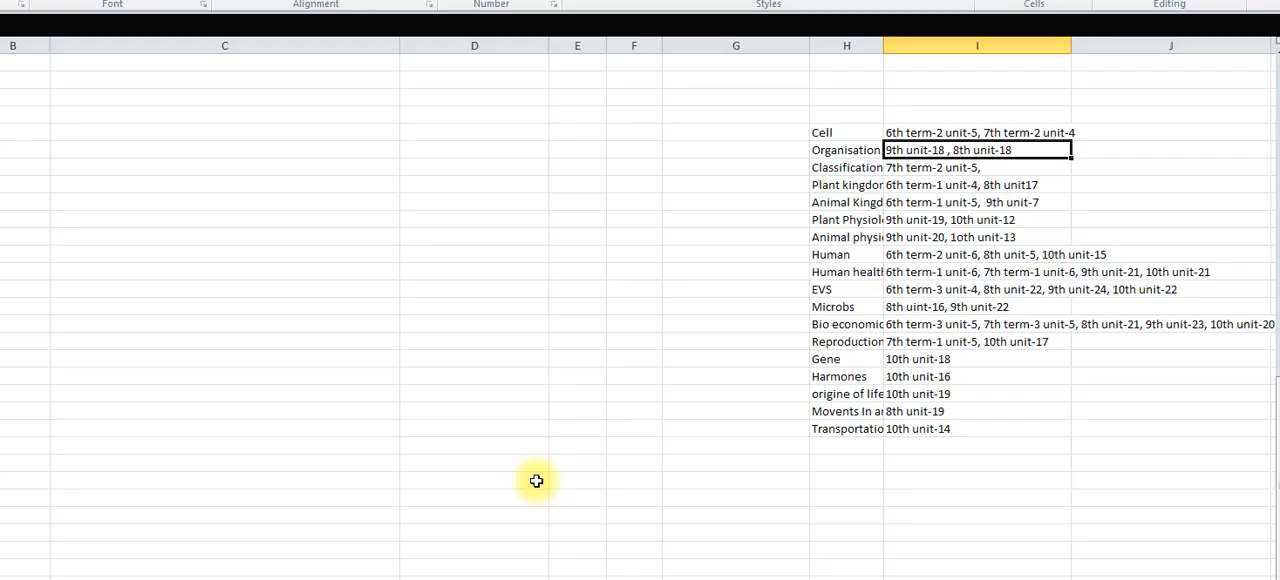 Font Alignment Number Styles Cells Editing
B C D E F G H I J
Cell 6th term-2 unit-5, 7th term-2 unit-4
Organisation 9th unit-18 , 8th unit-18
Classification 7th term-2 unit-5,
Plant kingdor 6th term-1 unit-4, 8th unit17
Animal Kingd 6th term-1 unit-5, 9th unit-7
Plant Physiol 9th unit-19, 10th unit-12
Animal physi 9th unit-20, 1oth unit-13
Human 6th term-2 unit-6, 8th unit-5, 10th unit-15
Human healt 6th term-1 unit-6, 7th term-1 unit-6, 9th unit-21, 10th unit-21
EVS 6th term-3 unit-4, 8th unit-22, 9th unit-24, 10th unit-22
Microbs 8th uint-16, 9th unit-22
Bio economic 6th term-3 unit-5, 7th term-3 unit-5, 8th unit-21, 9th unit-23, 10th unit-20
Reproduction 7th term-1 unit-5, 10th unit-17
Gene 10th unit-18
Harmones 10th unit-16
origine of life 10th unit-19
Movents In ar 8th unit-19
Transportatio 10th unit-14